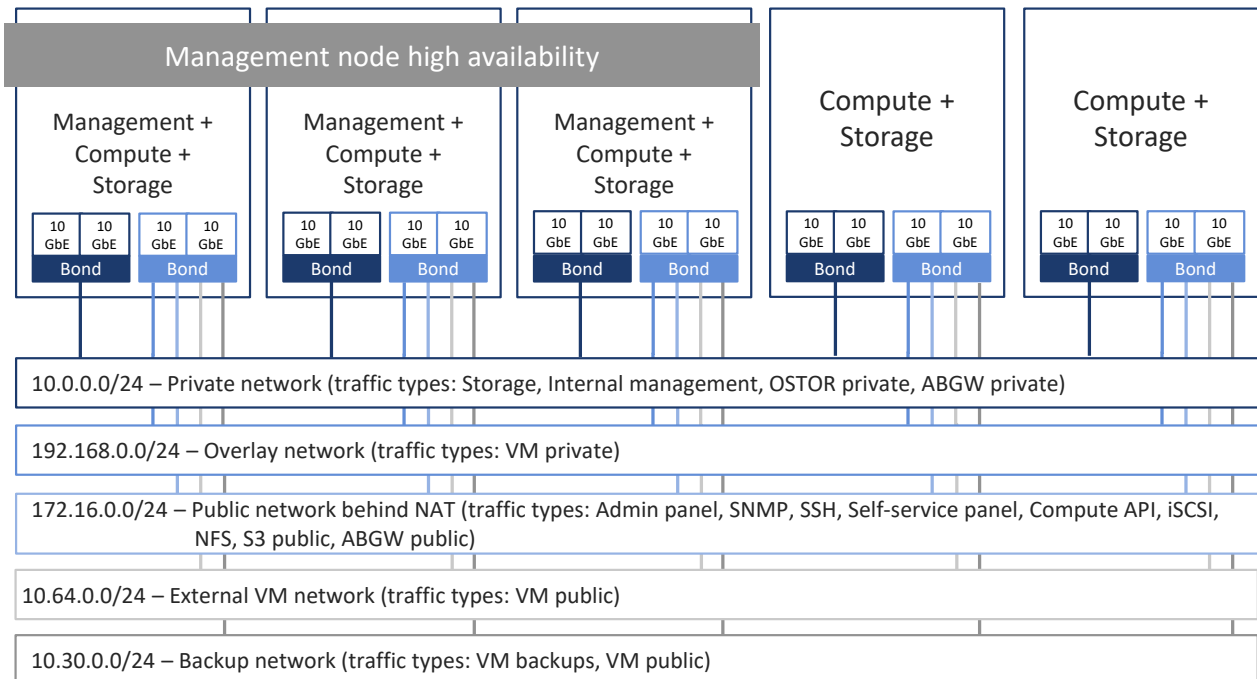 Management node high availability
Management +
Compute +
Storage
Management +
Compute +
Storage
Management +
Compute +
Storage
Compute +
Storage
Compute +
Storage
10 GbE
10 GbE
10 GbE
10 GbE
Bond
Bond
10 GbE
10 GbE
10 GbE
10 GbE
Bond
Bond
10 GbE
10 GbE
10 GbE
10 GbE
Bond
Bond
10 GbE
10 GbE
10 GbE
10 GbE
Bond
Bond
10 GbE
10 GbE
10 GbE
10 GbE
Bond
Bond
10.0.0.0/24 – Private network (traffic types: Storage, Internal management, OSTOR private, ABGW private)
192.168.0.0/24 – Overlay network (traffic types: VM private)
172.16.0.0/24 – Public network behind NAT (traffic types: Admin panel, SNMP, SSH, Self-service panel, Compute API, iSCSI,
NFS, S3 public, ABGW public)
10.64.0.0/24 – External VM network (traffic types: VM public)
10.30.0.0/24 – Backup network (traffic types: VM backups, VM public)